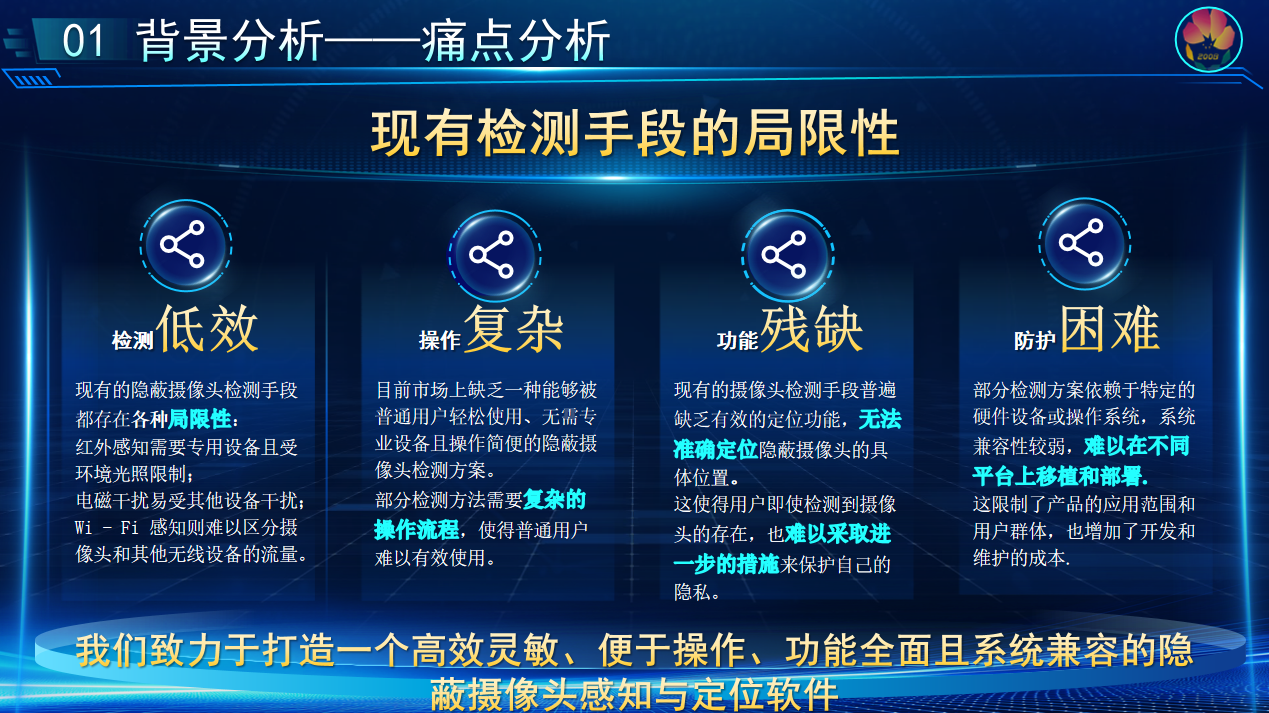 01 背景分析——痛点分析
2008
现有检测手段的局限性
检测低效
现有的隐蔽摄像头检测手段
都存在各种局限性：
红外感知需要专用设备且受
环境光照限制；
电磁干扰易受其他设备干扰；
Wi – Fi 感知则难以区分摄
像头和其他无线设备的流量。
操作复杂
目前市场上缺乏一种能够被
普通用户轻松使用、无需专
业设备且操作简便的隐蔽摄
像头检测方案。
部分检测方法需要复杂的
操作流程，使得普通用户
难以有效使用。
功能残缺
现有的摄像头检测手段普遍
缺乏有效的定位功能，无法
准确定位隐蔽摄像头的具
体位置。
这使得用户即使检测到摄像
头的存在，也难以采取进
一步的措施来保护自己的
隐私。
防护困难
部分检测方案依赖于特定的
硬件设备或操作系统，系统
兼容性较弱，难以在不同
平台上移植和部署.
这限制了产品的应用范围和
用户群体，也增加了开发和
维护的成本.
我们致力于打造一个高效灵敏、便于操作、功能全面且系统兼容的隐
蔽摄像头感知与定位软件